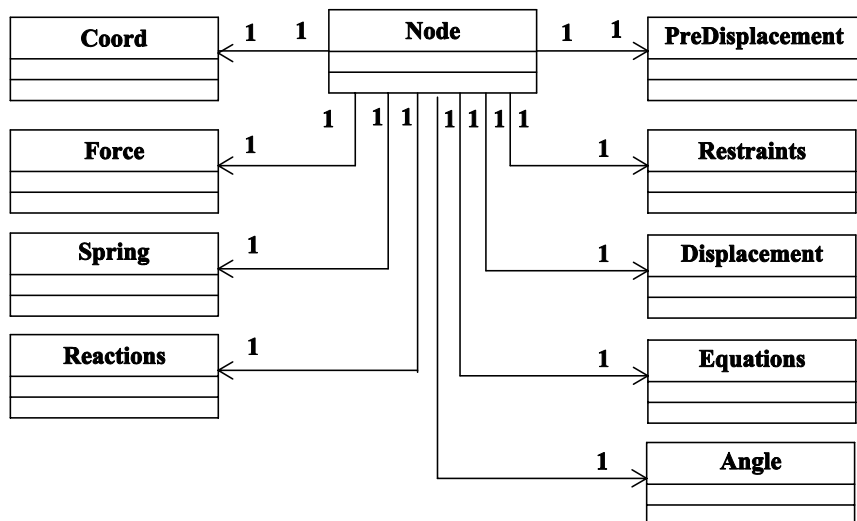 Coord
1
1
Node
1
1
PreDisplacement
1
1
1
1
1
1
1
Force
1
1
Restraints
Spring
1
1
Displacement
Reactions
1
1
Equations
1
Angle